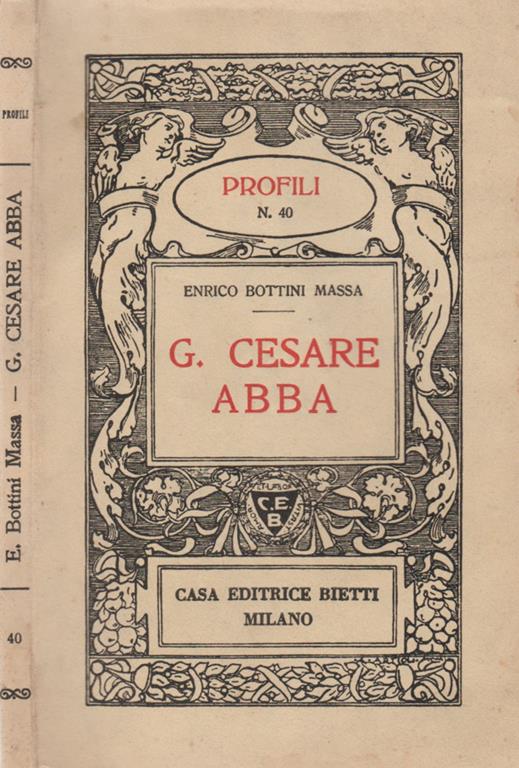 PROFILI
E. Bottini Massa — G. CESARE ABBA
40
PROFILI
N. 40
ENRICO BOTTINI MASSA
G. CESARE
ABBA
C.E.
B.
CASA EDITRICE BIETTI
MILANO